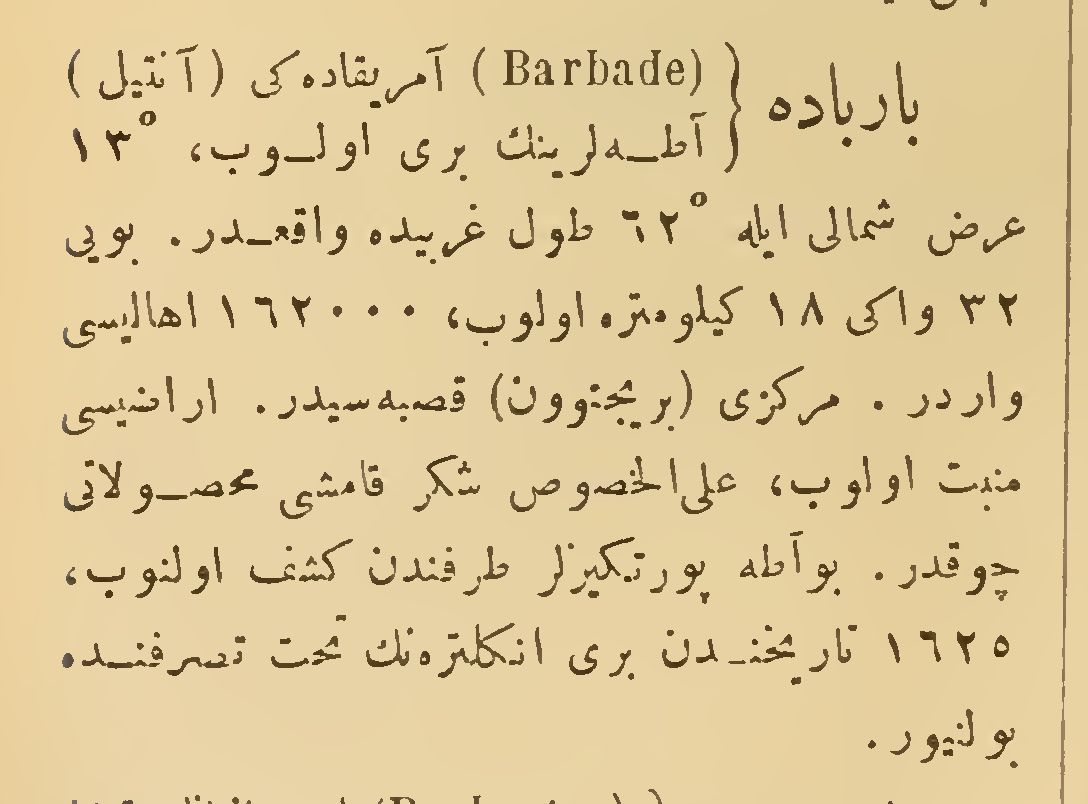 بارباده { (Barbade) آمریقاده‌کی (آنتیل)
آطه‌لرینك بری اولوب، ۱۳°
عرض شمالی ایله ٦۲° طول غربیده واقعدر. بویی
۳۲ واکی ۱۸ کیلومتره اولوب، ۱٦۲۰۰۰ اهالیسی
واردر. مرکزی (بریجتوون) قصبه‌سیدر. اراضیسی
منبت اولوب، علی‌الخصوص شکر قامشی محصولاتی
چوقدر. بوآطه پورتکیزلر طرفندن کشف اولنوب،
۱٦۲٥ تاریخندن بری انکلتره‌نك تحت تصرفنده
بولنیور.